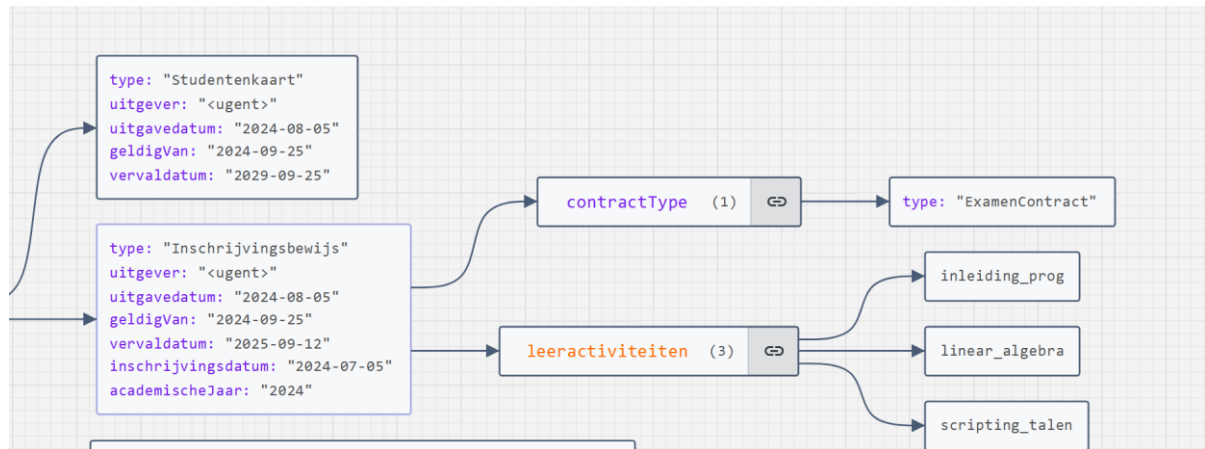 type: "Studentenkaart"
uitgever: "<ugent>"
uitgavedatum: "2024-08-05"
geldigVan: "2024-09-25"
vervaldatum: "2029-09-25"
type: "Inschrijvingsbewijs"
uitgever: "<ugent>"
uitgavedatum: "2024-08-05"
geldigVan: "2024-09-25"
vervaldatum: "2025-09-12"
inschrijvingsdatum: "2024-07-05"
academischeJaar: "2024"
contractType (1)
type: "ExamenContract"
leeractiviteiten (3)
inleiding_prog
linear_algebra
scripting_talen